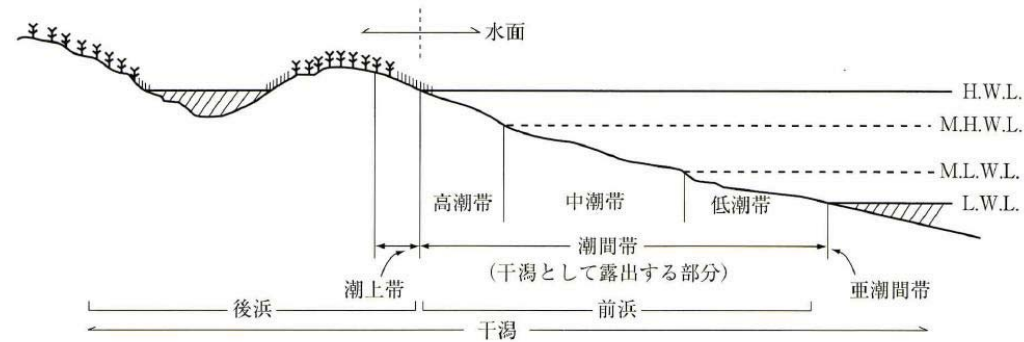 水面
H.W.L.
M.H.W.L.
M.L.W.L.
L.W.L.
高潮帯
中潮帯
低潮帯
潮間帯
(干潟として露出する部分)
潮上帯
亜潮間帯
後浜
前浜
干潟